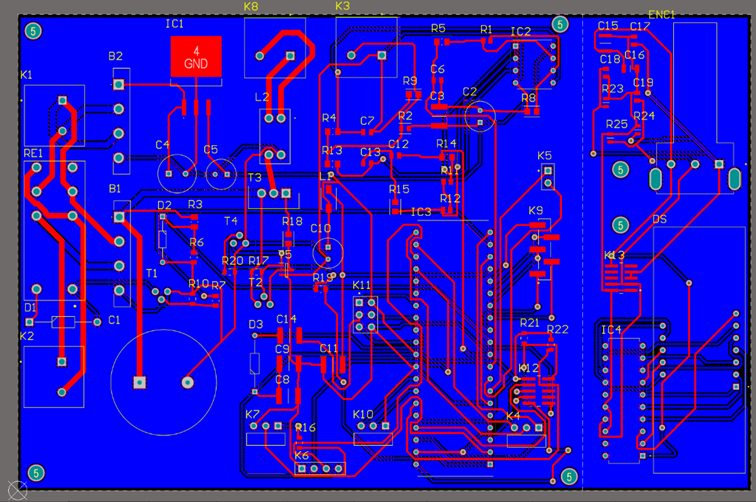 K8
K3
ENC1
IC1
5
5
R5
R1
IC2
C15
C17
4
GND
B2
C18
C16
C6
K1
R9
C3
C2
R8
C19
R23
L2
R4
C7
R2
R24
R25
RE1
C4
C5
R13
C13
C12
R14
K5
5
T3
L1
R15
R12
B1
D2
R3
IC3
K9
5
DS
R18
T4
C10
R6
R20
R17
T1
R10
R7
T2
R19
K11
K13
D1
C1
C14
R21
R22
IC4
K2
D3
C9
C11
K12
C8
K7
K10
K4
R16
K6
5
5